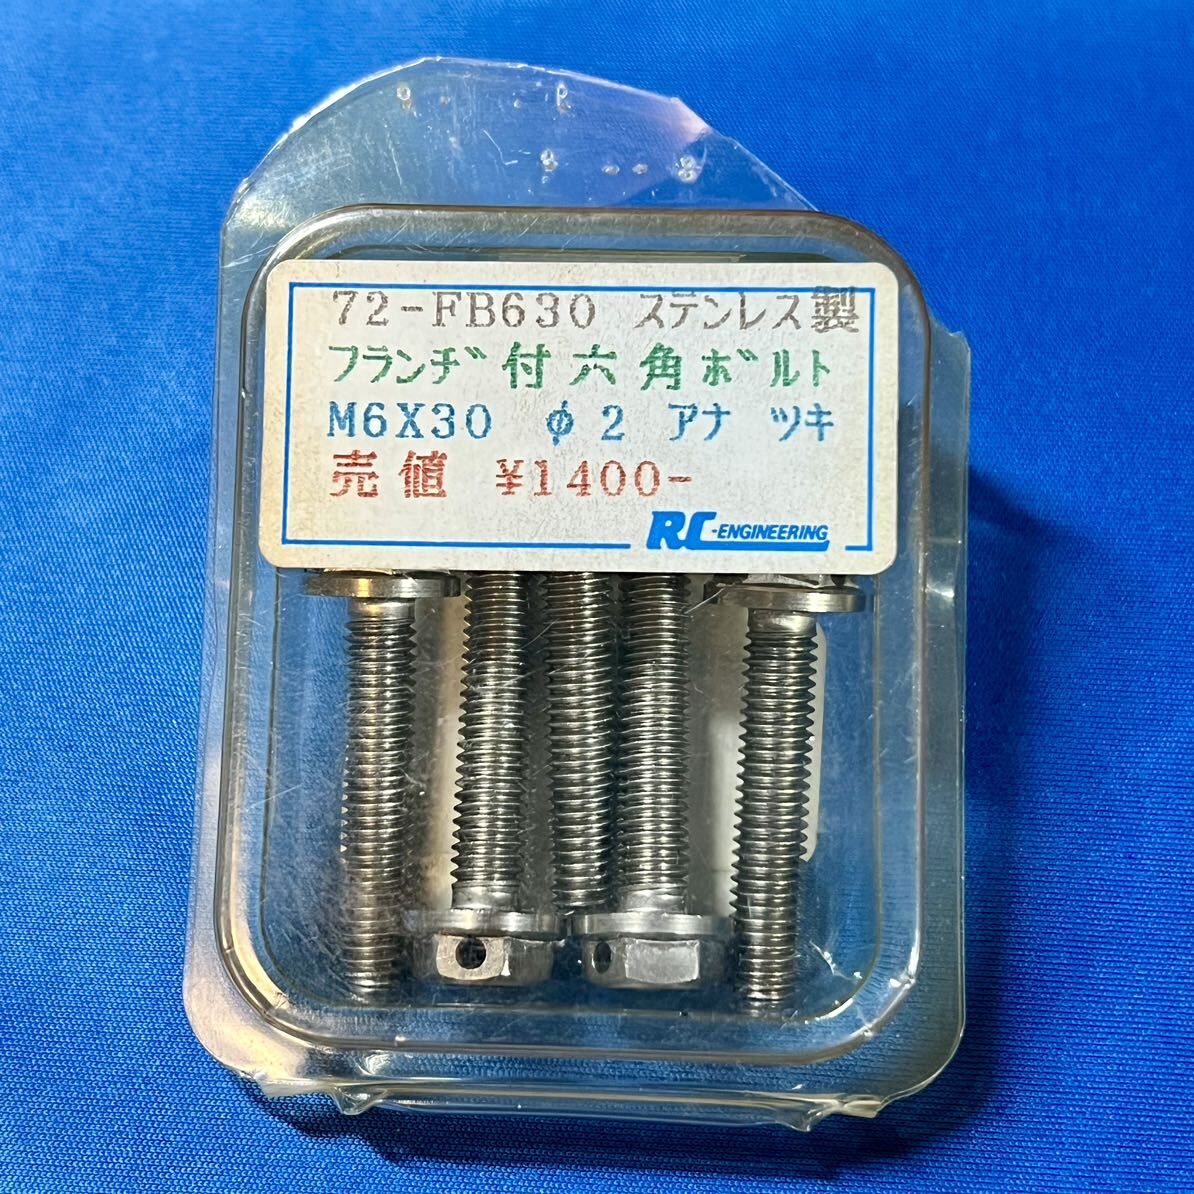 72-FB630 ステンレス製
フランヂ付六角ボルト
M6X30 φ2 アナ ツキ
売値 ¥1400-
RC-ENGINEERING